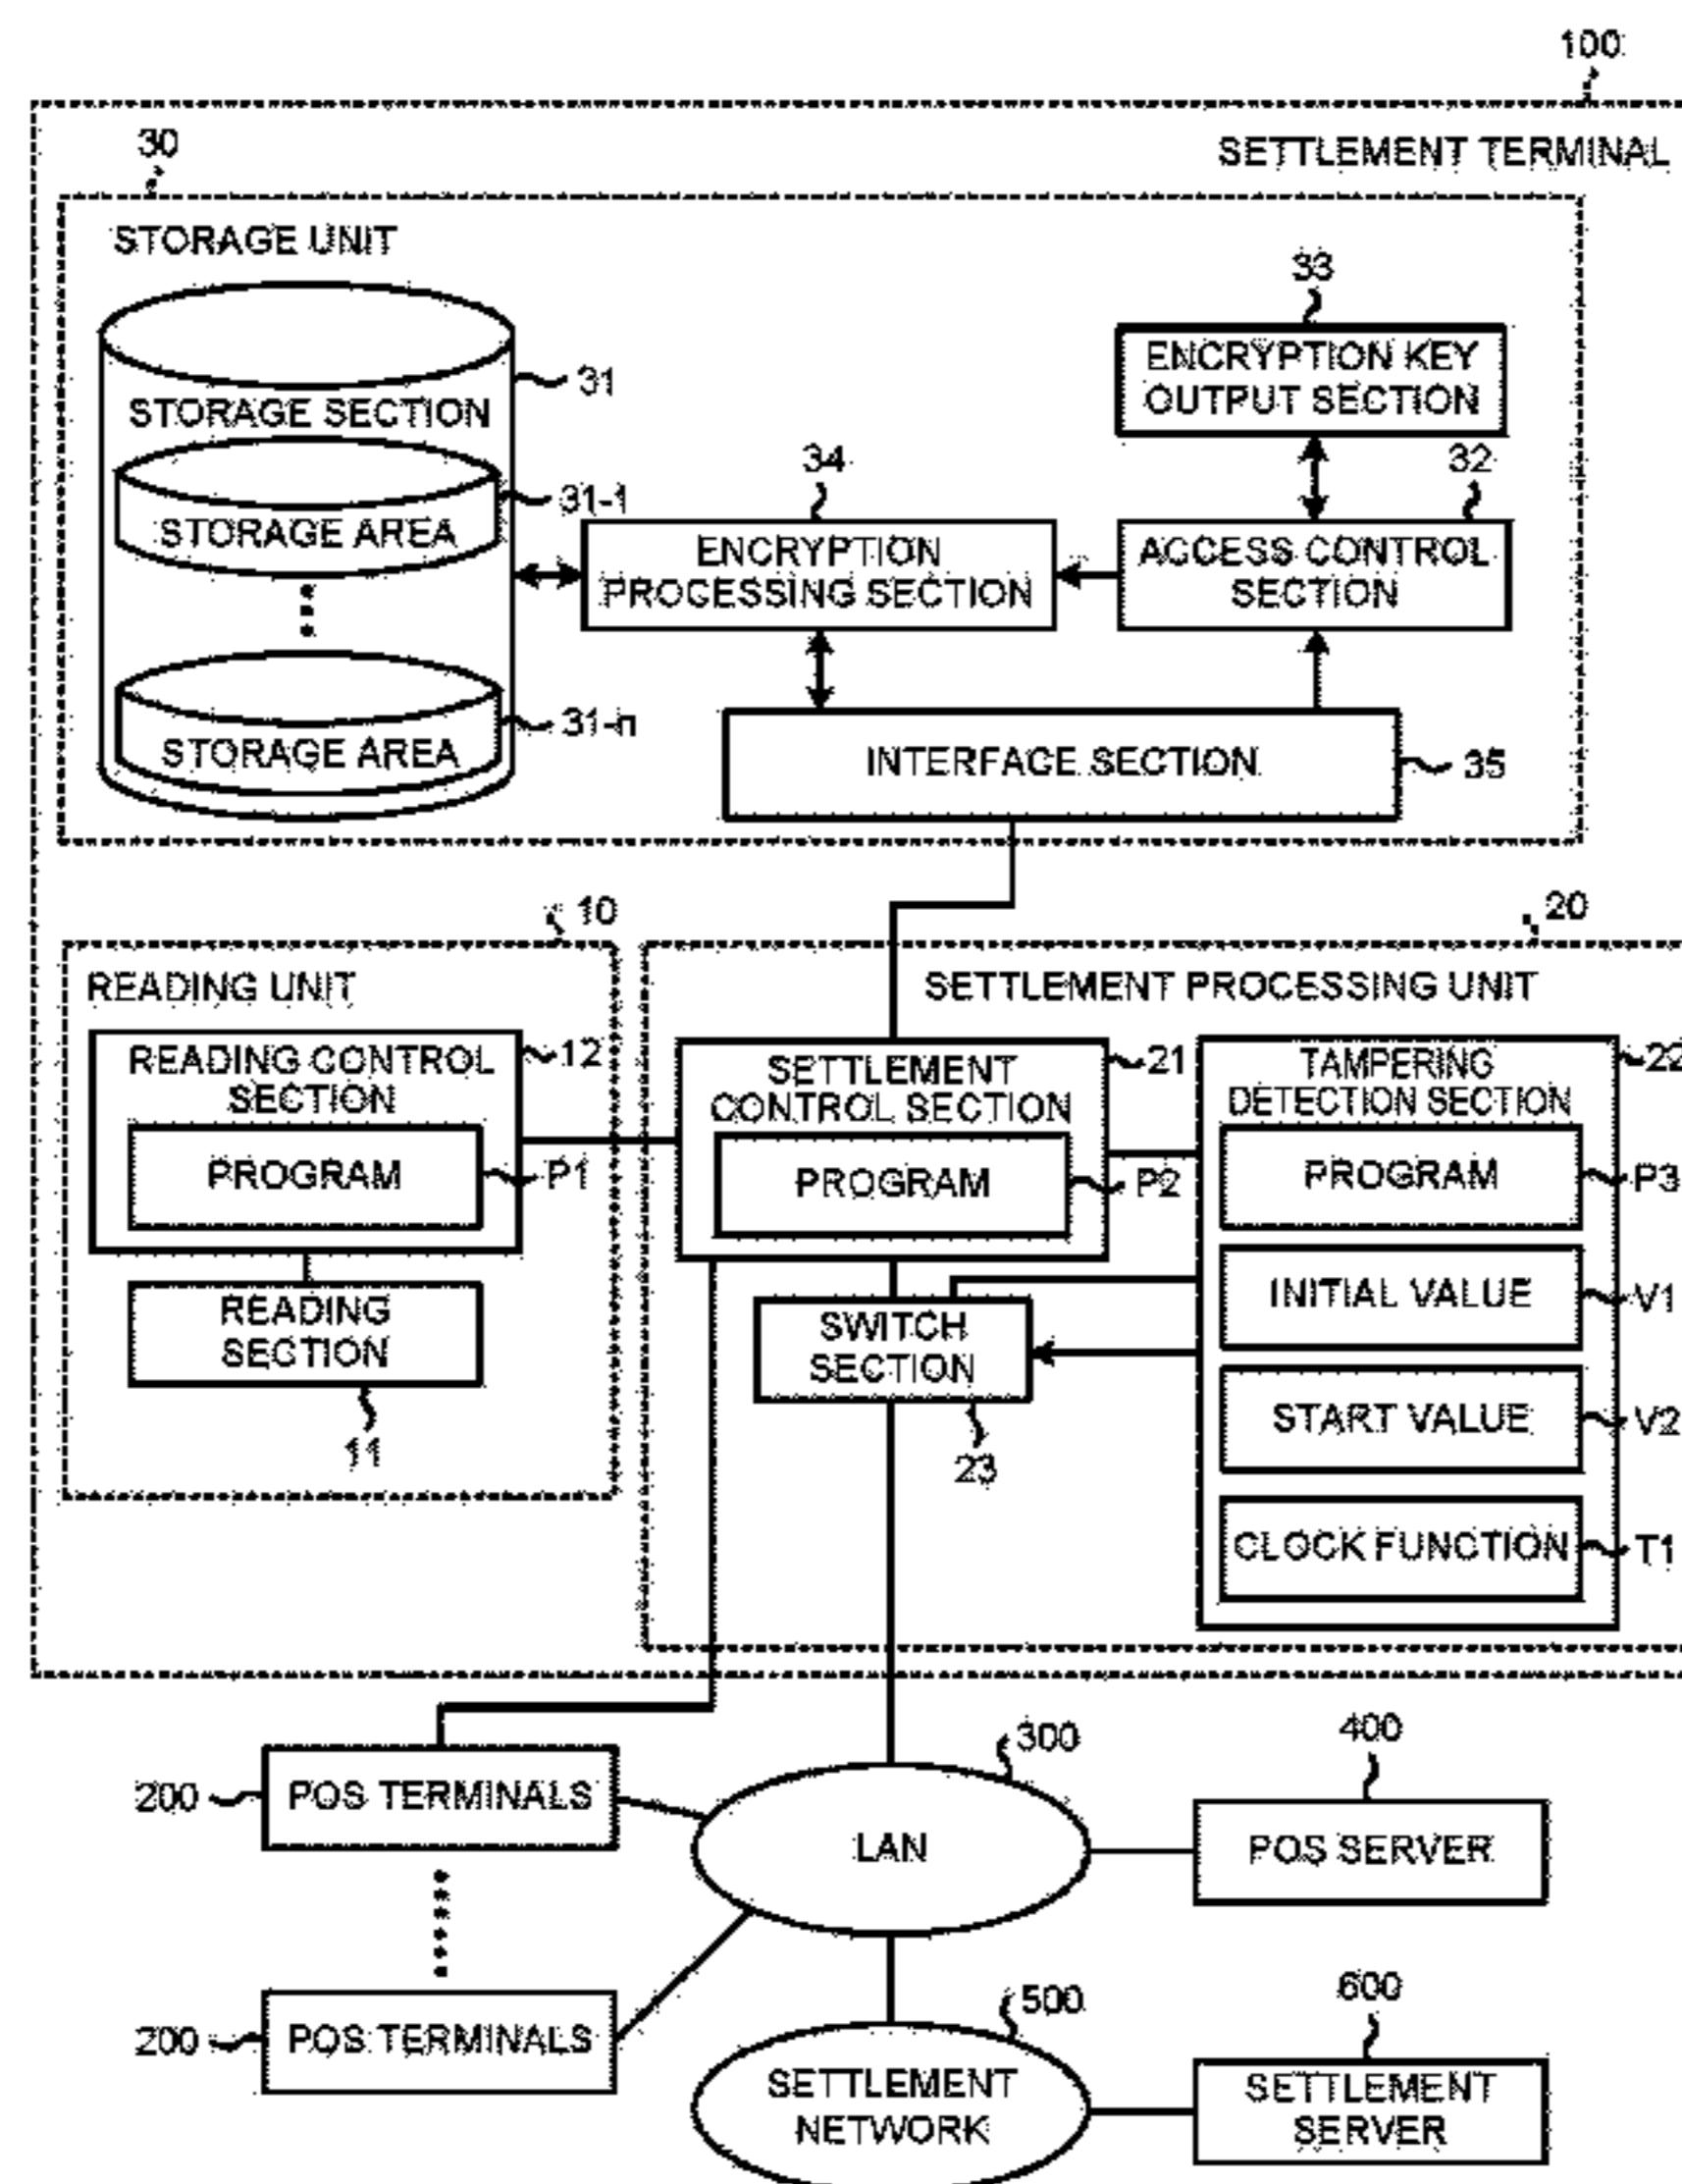 100
SETTLEMENT TERMINAL
30
STORAGE UNIT
33
ENCRYPTION KEY
OUTPUT SECTION
31
STORAGE SECTION
34
32
31-1
STORAGE AREA
ENCRYPTION
PROCESSING SECTION
ACCESS CONTROL
SECTION
31-n
STORAGE AREA
INTERFACE SECTION
35
10
20
READING UNIT
SETTLEMENT PROCESSING UNIT
READING CONTROL
SECTION
12
PROGRAM
P1
READING
SECTION
11
SETTLEMENT
CONTROL SECTION
21
PROGRAM
P2
SWITCH
SECTION
23
TAMPERING
DETECTION SECTION
22
PROGRAM
P3
INITIAL VALUE
V1
START VALUE
V2
CLOCK FUNCTION
T1
300
400
200
POS TERMINALS
LAN
POS SERVER
500
600
200
POS TERMINALS
SETTLEMENT
NETWORK
SETTLEMENT
SERVER